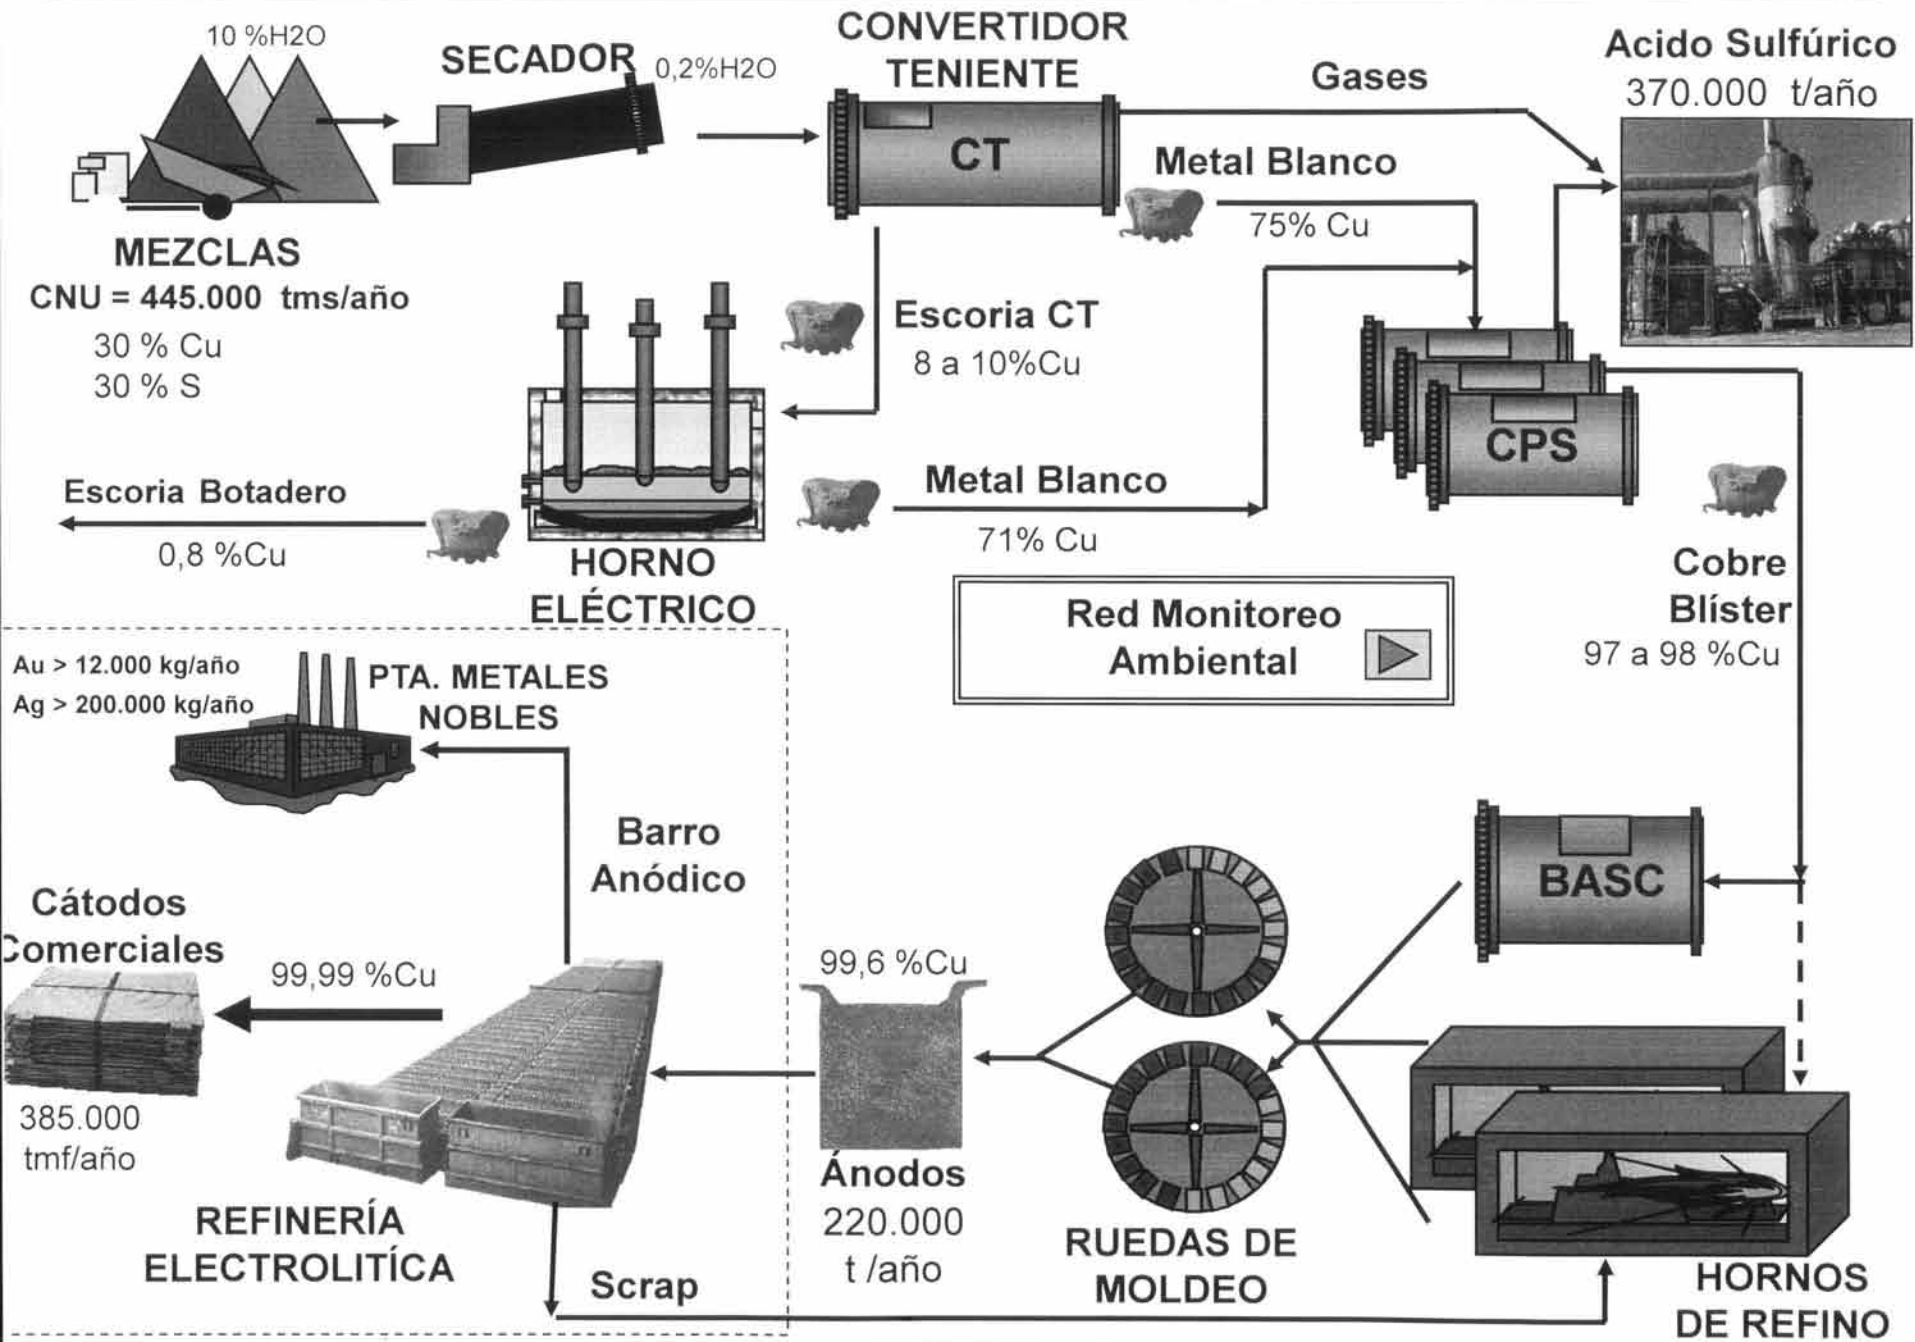 10 %H2O
SECADOR
0,2%H2O
CONVERTIDOR
TENIENTE
CT
Gases
Acido Sulfúrico
370.000 t/año
Metal Blanco
75% Cu
MEZCLAS
CNU = 445.000 tms/año
30 % Cu
30 % S
Escoria CT
8 a 10%Cu
CPS
Escoria Botadero
0,8 %Cu
HORNO
ELÉCTRICO
Metal Blanco
71% Cu
Cobre
Blíster
97 a 98 %Cu
Red Monitoreo
Ambiental
Au > 12.000 kg/año
Ag > 200.000 kg/año
PTA. METALES
NOBLES
Barro
Anódico
BASC
Cátodos
Comerciales
99,99 %Cu
385.000
tmf/año
REFINERÍA
ELECTROLITÍCA
Scrap
99,6 %Cu
Ánodos
220.000
t /año
RUEDAS DE
MOLDEO
HORNOS
DE REFINO